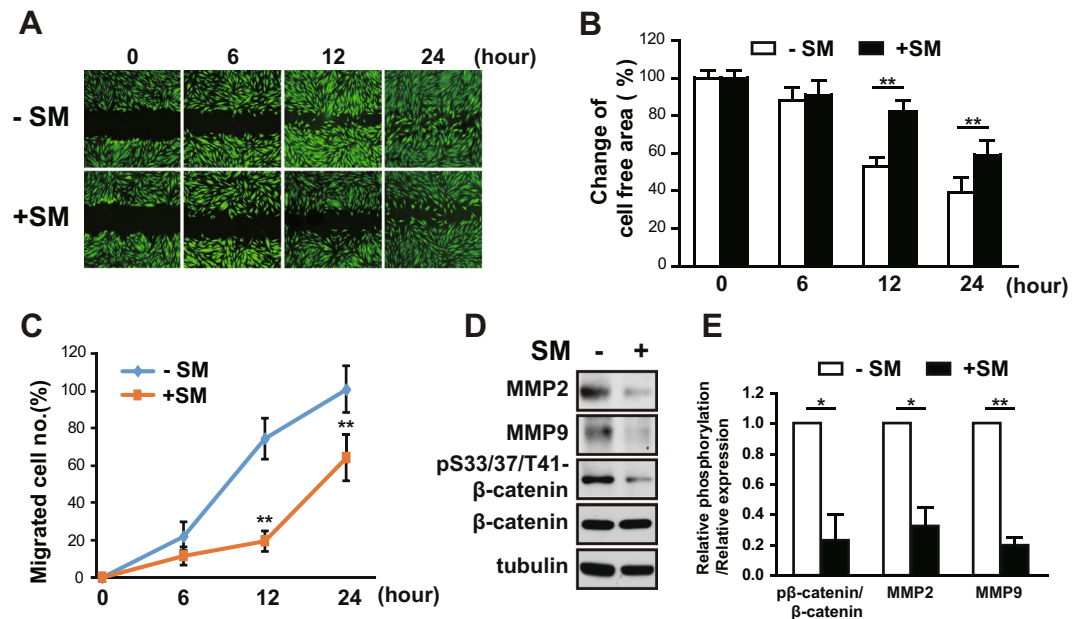 A
0 6 12 24 (hour)
- SM
+SM
B
- SM +SM
Change of
cell free area ( %)
120
100
80
60
40
20
0
**
**
0 6 12 24 (hour)
C
Migrated cell no.(%)
120
100
80
60
40
20
0
- SM
+SM
**
**
0 6 12 24 (hour)
D
SM - +
MMP2
MMP9
pS33/37/T41-
β-catenin
β-catenin
tubulin
E
- SM +SM
Relative phosphorylation
/Relative expression
1.2
1.0
0.8
0.6
0.4
0.2
0.0
* * **
pβ-catenin/
β-catenin
MMP2
MMP9